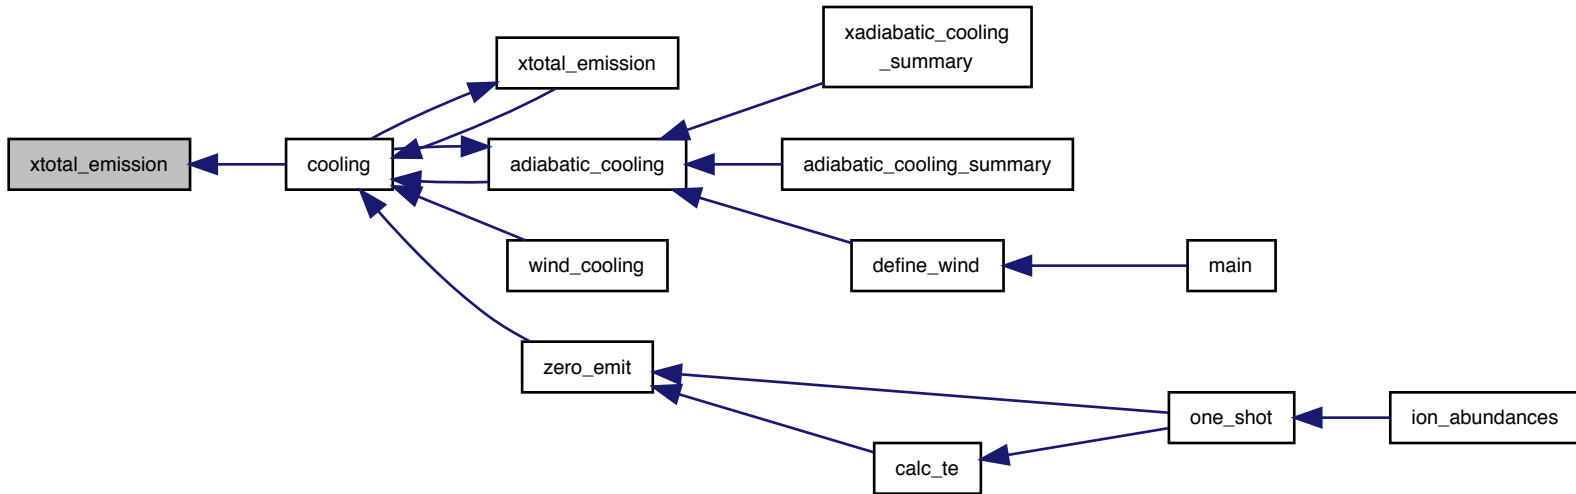 xadiabatic_cooling
_summary
xtotal_emission
xtotal_emission
cooling
adiabatic_cooling
adiabatic_cooling_summary
wind_cooling
define_wind
main
zero_emit
one_shot
ion_abundances
calc_te